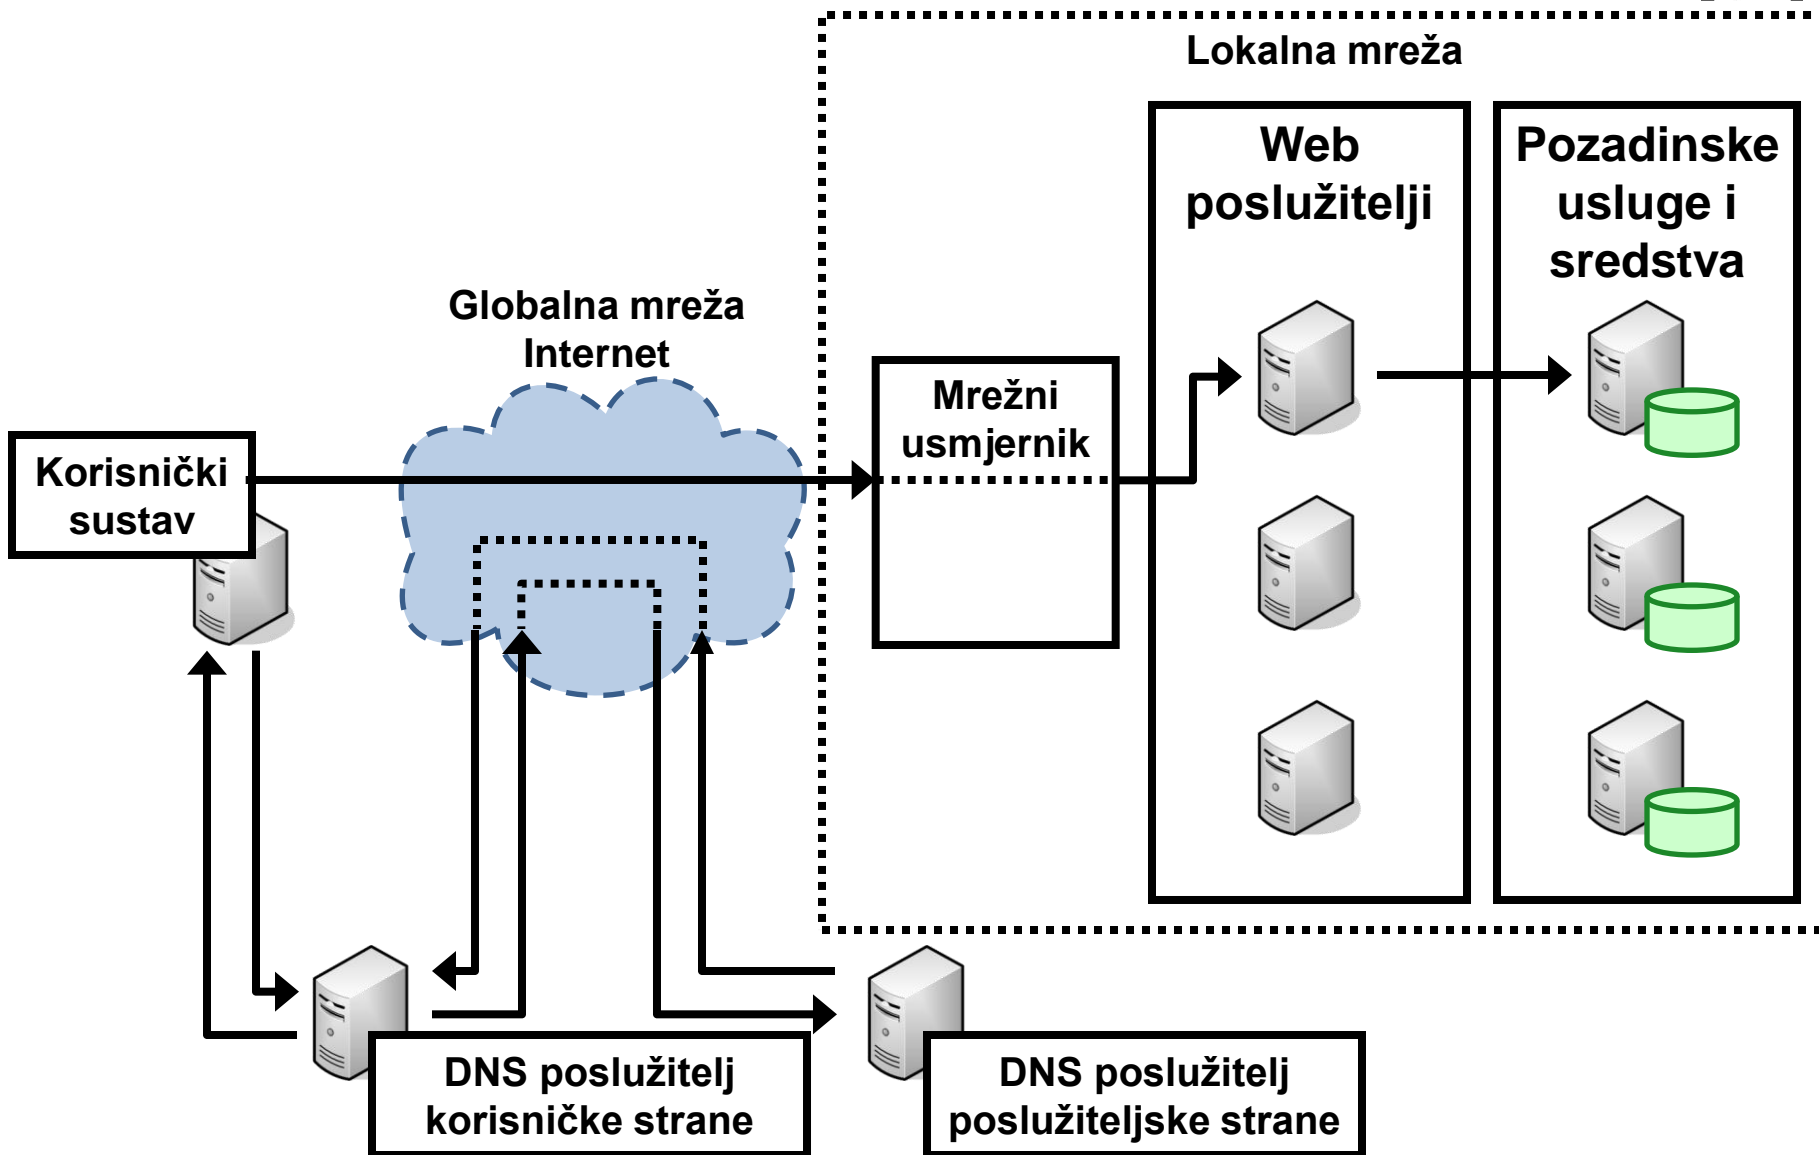 Lokalna mreža
Web
poslužitelji
Pozadinske
usluge i
sredstva
Globalna mreža
Internet
Mrežni
usmjernik
Korisnički
sustav
DNS poslužitelj
korisničke strane
DNS poslužitelj
poslužiteljske strane